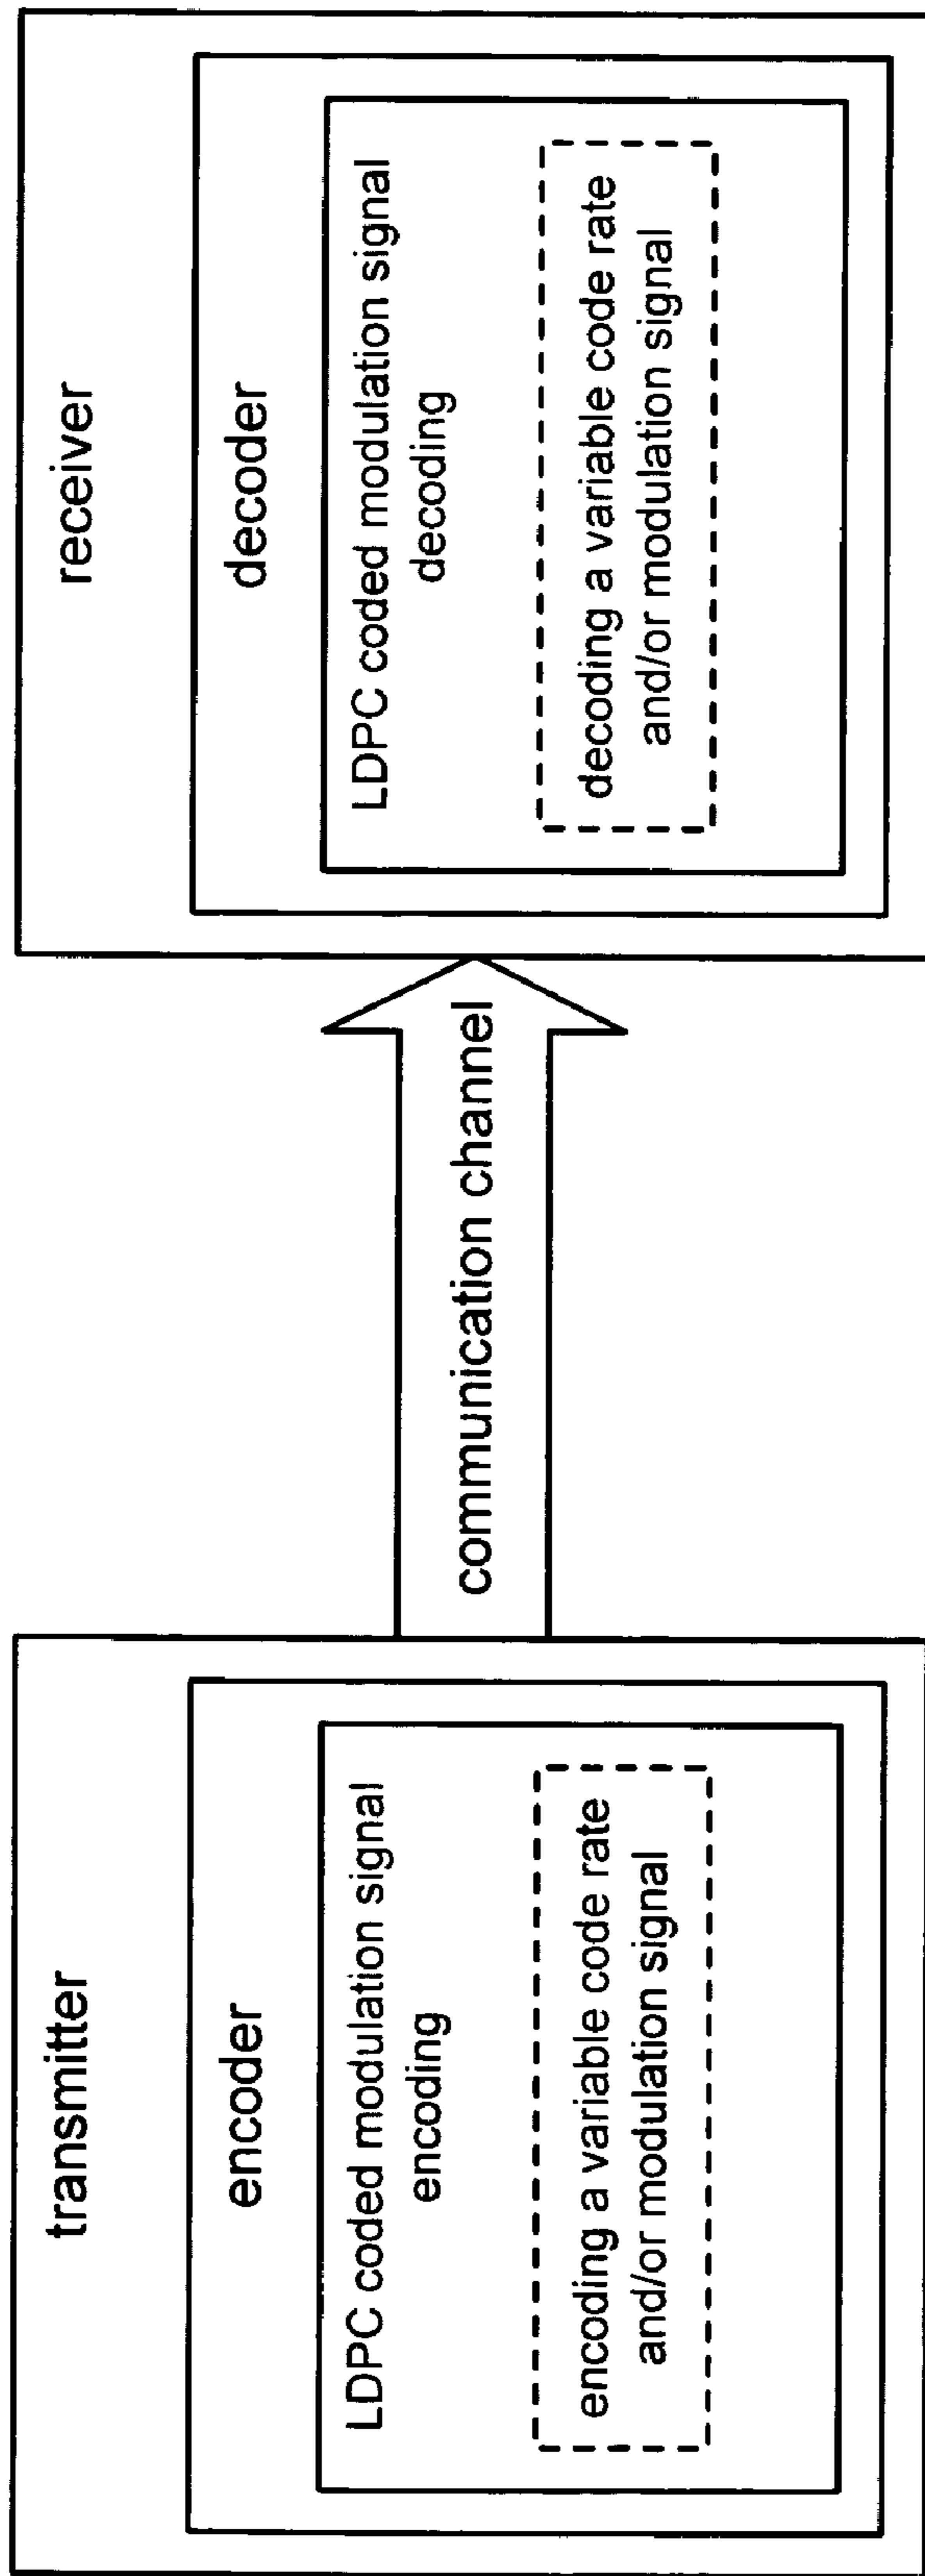 transmitter
encoder
LDPC coded modulation signal
encoding
encoding a variable code rate
and/or modulation signal
communication channel
receiver
decoder
LDPC coded modulation signal
decoding
decoding a variable code rate
and/or modulation signal